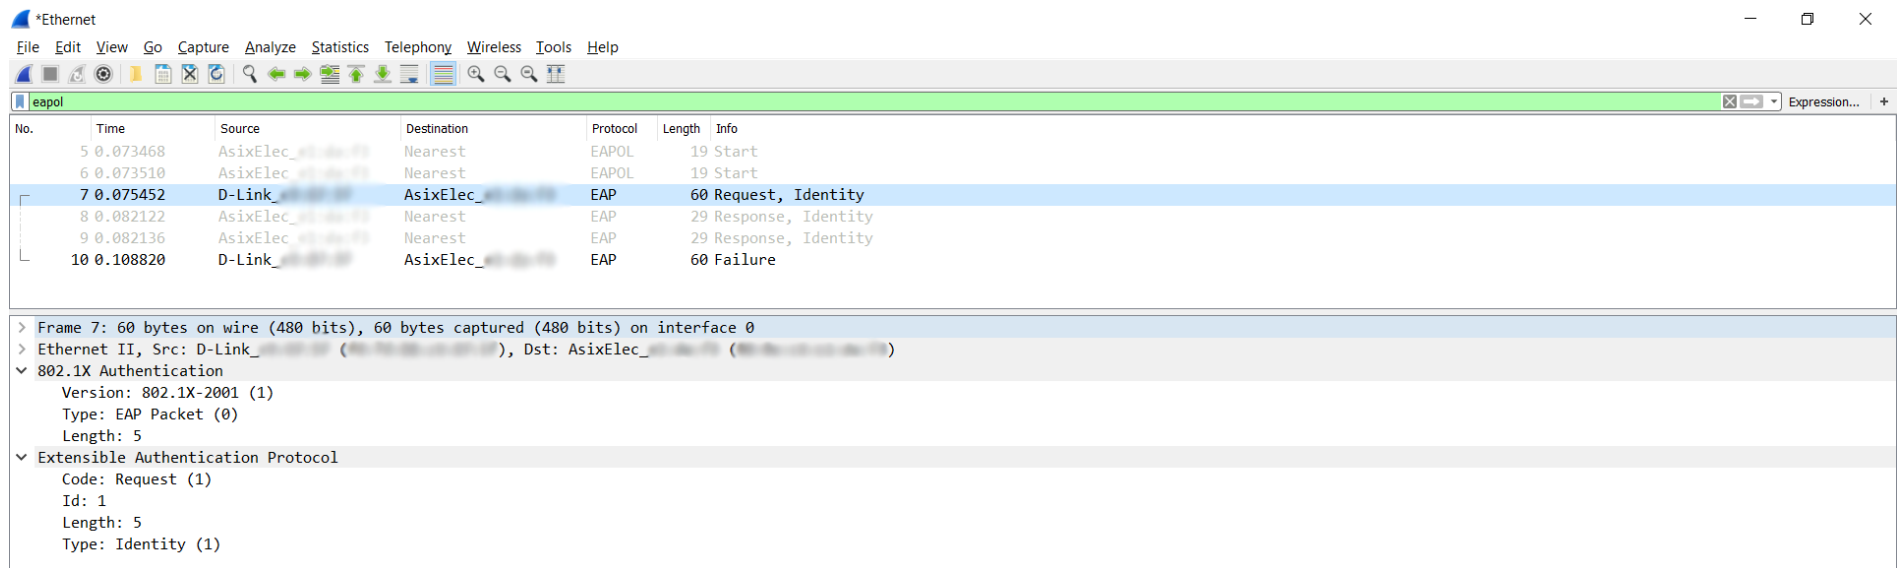 *Ethernet
File Edit View Go Capture Analyze Statistics Telephony Wireless Tools Help
eapol Expression... +
No. Time Source Destination Protocol Length Info
5 0.073468 AsixElec_ Nearest EAPOL 19 Start
6 0.073510 AsixElec_ Nearest EAPOL 19 Start
7 0.075452 D-Link_ AsixElec_ EAP 60 Request, Identity
8 0.082122 AsixElec_ Nearest EAP 29 Response, Identity
9 0.082136 AsixElec_ Nearest EAP 29 Response, Identity
10 0.108820 D-Link_ AsixElec_ EAP 60 Failure
Frame 7: 60 bytes on wire (480 bits), 60 bytes captured (480 bits) on interface 0
Ethernet II, Src: D-Link_ ( ), Dst: AsixElec_ ( )
802.1X Authentication
Version: 802.1X-2001 (1)
Type: EAP Packet (0)
Length: 5
Extensible Authentication Protocol
Code: Request (1)
Id: 1
Length: 5
Type: Identity (1)